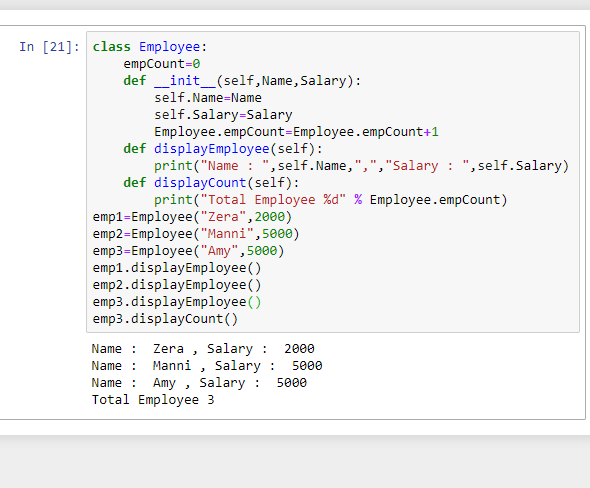 In [21]: class Employee:
    empCount=0
    def __init__(self,Name,Salary):
        self.Name=Name
        self.Salary=Salary
        Employee.empCount=Employee.empCount+1
    def displayEmployee(self):
        print("Name : ",self.Name,",","Salary : ",self.Salary)
    def displayCount(self):
        print("Total Employee %d" % Employee.empCount)
emp1=Employee("Zera",2000)
emp2=Employee("Manni",5000)
emp3=Employee("Amy",5000)
emp1.displayEmployee()
emp2.displayEmployee()
emp3.displayEmployee()
emp3.displayCount()
Name :  Zera , Salary :  2000
Name :  Manni , Salary :  5000
Name :  Amy , Salary :  5000
Total Employee 3